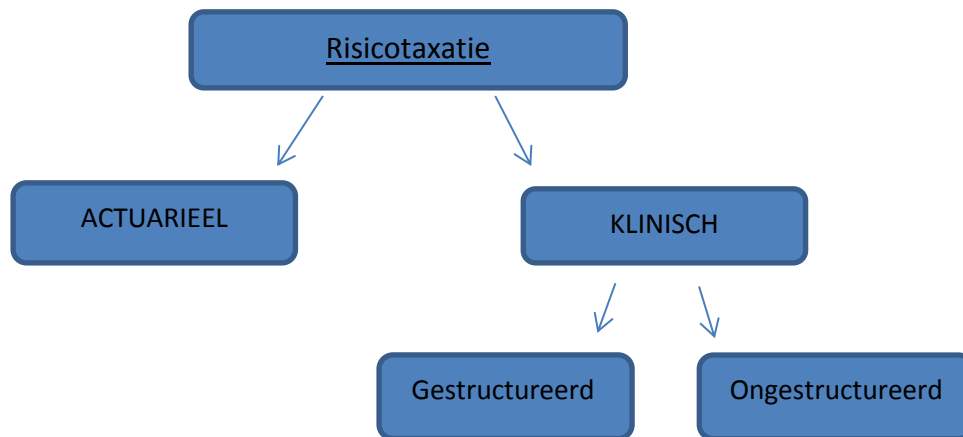 Risicotaxatie
ACTUARIEEL
KLINISCH
Gestructureerd
Ongestructureerd